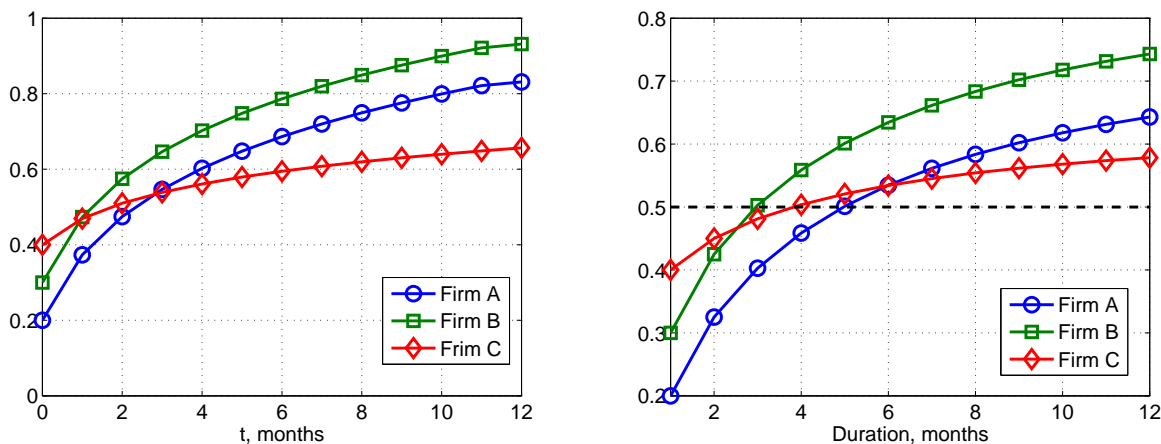 1
0.8
0.6
0.4
0.2
0
0 2 4 6 8 10 12
t, months
Firm A
Firm B
Frim C
0.8
0.7
0.6
0.5
0.4
0.3
0.2
2 4 6 8 10 12
Duration, months
Firm A
Firm B
Firm C